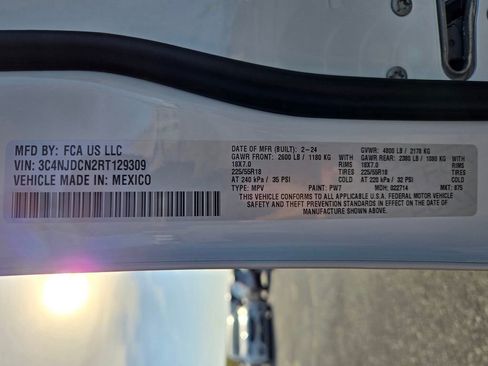 MFD BY: FCA US LLC
VIN: 3C4NJDCN2RT129309
VEHICLE MADE IN: MEXICO
DATE OF MFR (BUILT): 2-24 GVWR: 4800 LB / 2178 KG
GAWR FRONT: 2600 LB / 1180 KG GAWR REAR: 2380 LB / 1080 KG
18X7.0 18X7.0
225/55R18 TIRES 225/55R18 TIRES
AT 240 kPa / 35 PSI COLD AT 220 kPa / 32 PSI COLD
TYPE: MPV PAINT: PW7 MDH: 022714 MKT: 875
THIS VEHICLE CONFORMS TO ALL APPLICABLE U.S.A. FEDERAL MOTOR VEHICLE
SAFETY AND THEFT PREVENTION STANDARDS IN EFFECT ON THE DATE OF
MANUFACTURE SHOWN ABOVE.